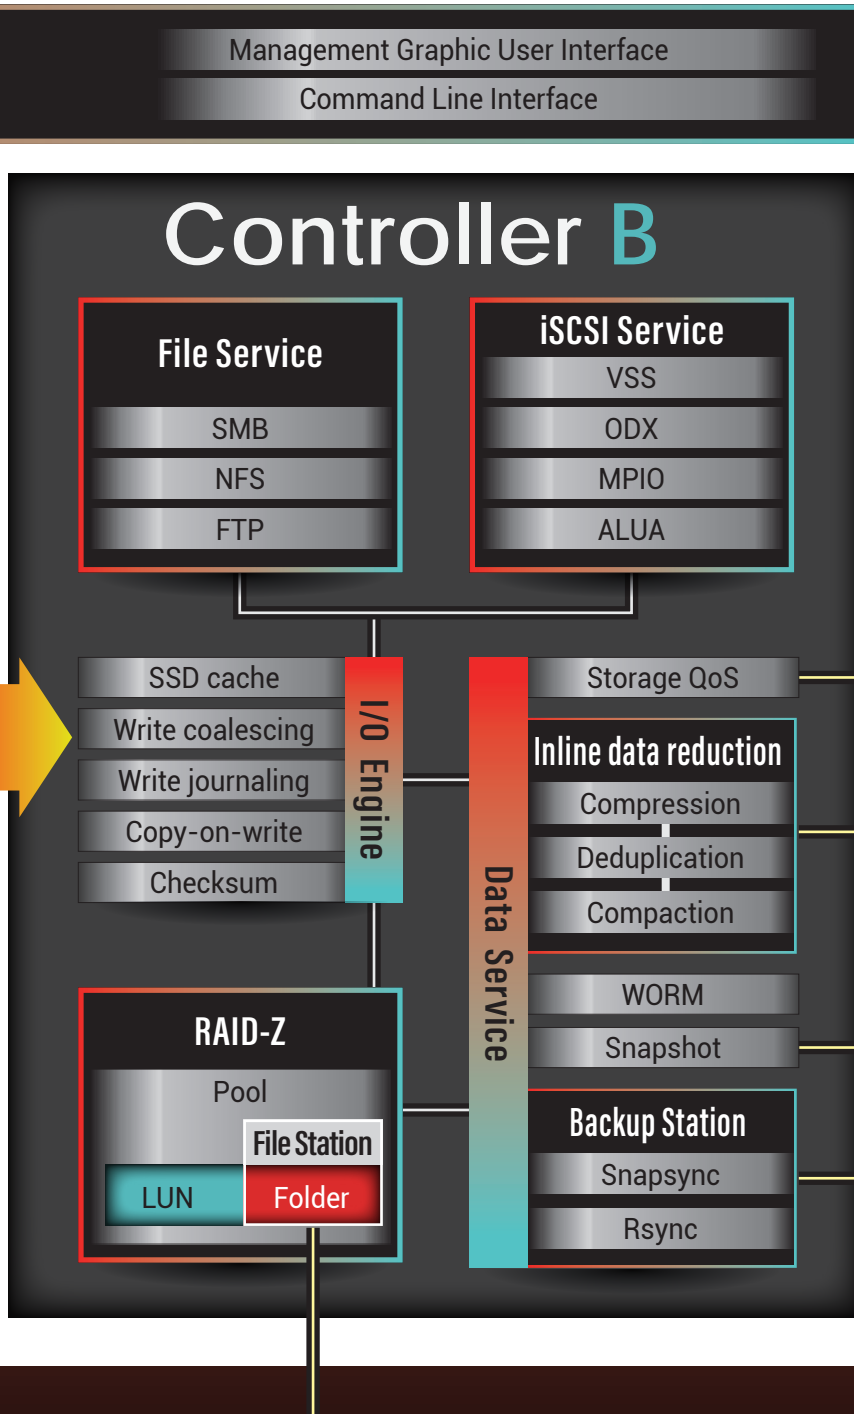 Management Graphic User Interface
Command Line Interface
Controller B
File Service
SMB
NFS
FTP
iSCSI Service
VSS
ODX
MPIO
ALUA
SSD cache
Write coalescing
Write journaling
Copy-on-write
Checksum
I/O Engine
Data Service
Storage QoS
Inline data reduction
Compression
Deduplication
Compaction
WORM
Snapshot
Backup Station
Snapsync
Rsync
RAID-Z
Pool
File Station
LUN
Folder